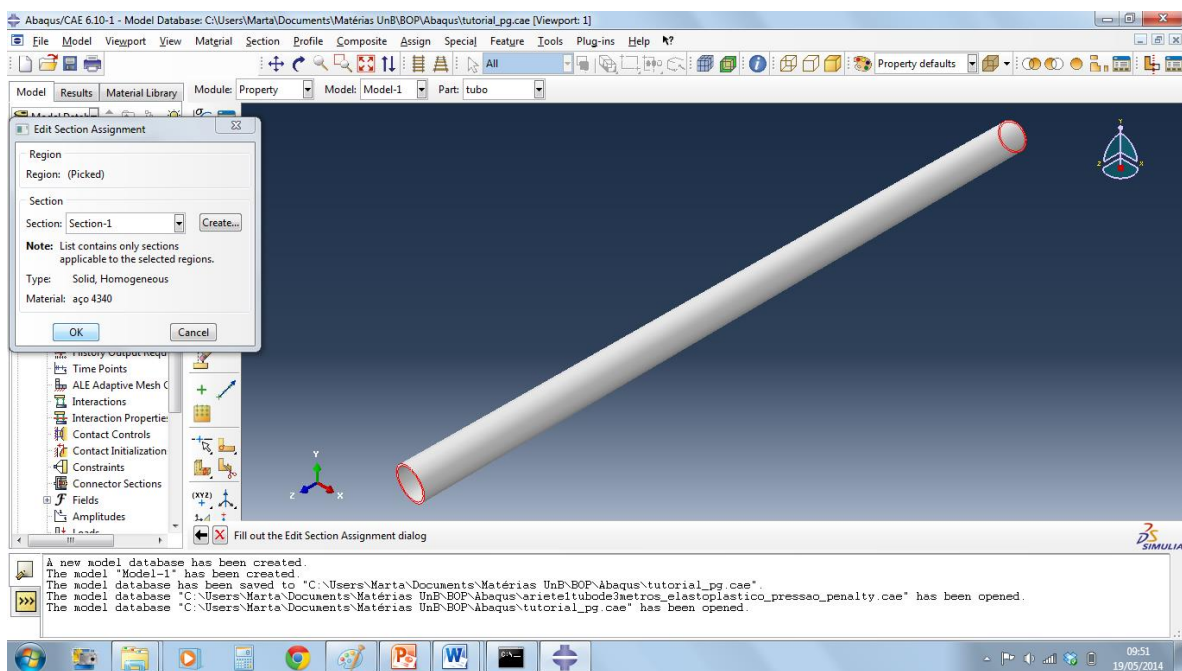 Abaqus/CAE 6.10-1 - Model Database: C:\Users\Marta\Documents\Matérias UnB\BOP\Abaqus\tutorial_pg.cae [Viewport: 1]
File Model Viewport View Material Section Profile Composite Assign Special Feature Tools Plug-ins Help
All
Property defaults
Model Results Material Library Module: Property Model: Model-1 Part: tubo
Edit Section Assignment
Region
Region: (Picked)
Section
Section: Section-1 Create...
Note: List contains only sections
applicable to the selected regions.
Type: Solid, Homogeneous
Material: aço 4340
OK Cancel
Time Points
ALE Adaptive Mesh C
Interactions
Interaction Propertie
Contact Controls
Contact Initialization
Constraints
Connector Sections
Fields
Amplitudes
(XYZ)
Y
Z
X
Y
Z
X
Fill out the Edit Section Assignment dialog
SIMULIA
A new model database has been created.
The model "Model-1" has been created.
The model database has been saved to "C:\Users\Marta\Documents\Matérias UnB\BOP\Abaqus\tutorial_pg.cae".
The model database "C:\Users\Marta\Documents\Matérias UnB\BOP\Abaqus\ariete1tubode3metros_elastoplastico_pressao_penalty.cae" has been opened.
The model database "C:\Users\Marta\Documents\Matérias UnB\BOP\Abaqus\tutorial_pg.cae" has been opened.
09:51
19/05/2014